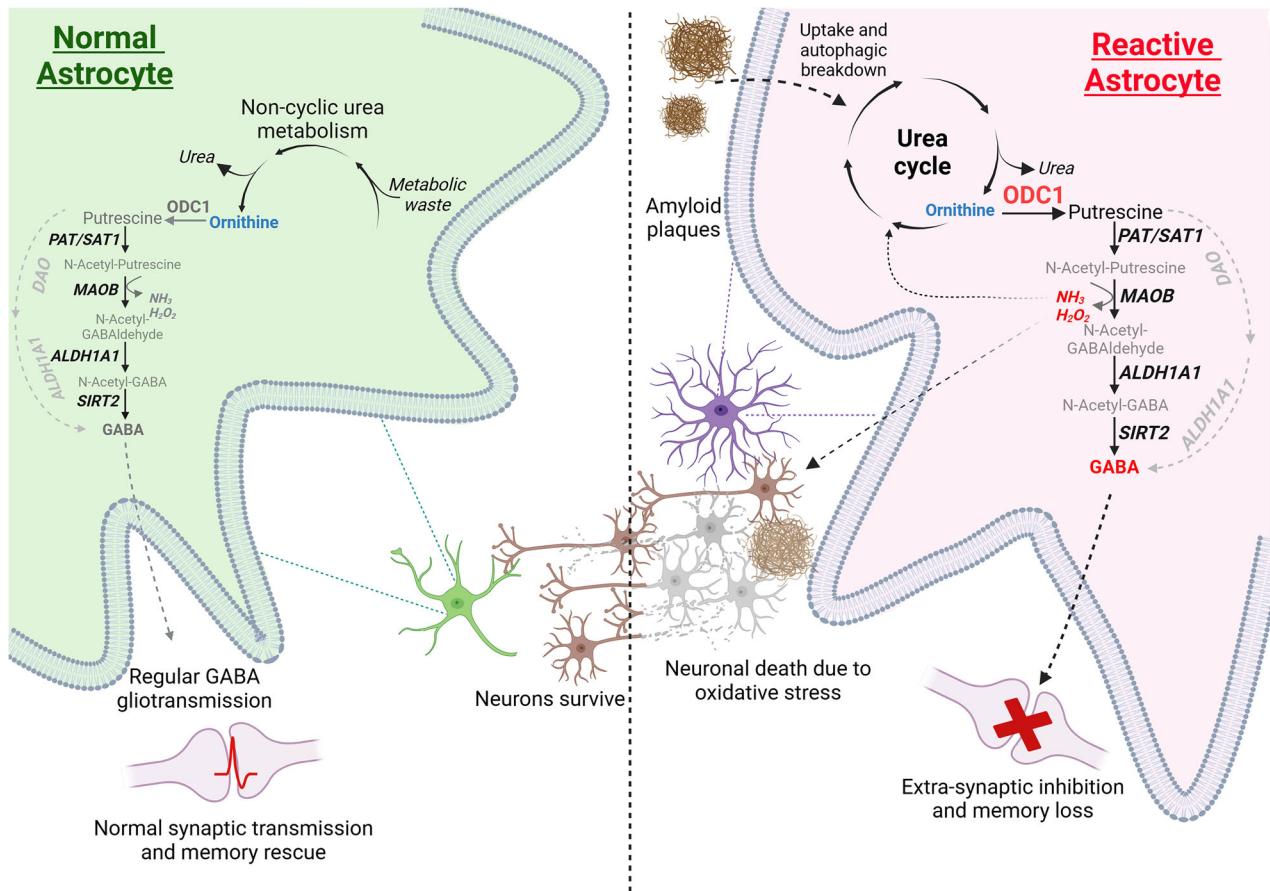 Normal
Astrocyte
Non-cyclic urea
metabolism
Urea
Metabolic
waste
ODC1
Putrescine
Ornithine
PAT/SAT1
N-Acetyl-Putrescine
DAO
MAOB
NH₃
H₂O₂
N-Acetyl-
GABAldehyde
ALDH1A1
ALDH1A1
N-Acetyl-GABA
SIRT2
GABA
Regular GABA
gliotransmission
Normal synaptic transmission
and memory rescue
Neurons survive
Reactive
Astrocyte
Uptake and
autophagic
breakdown
Urea
cycle
Urea
ODC1
Ornithine
Putrescine
Amyloid
plaques
PAT/SAT1
N-Acetyl-Putrescine
DAO
NH₃
H₂O₂
MAOB
N-Acetyl-
GABAldehyde
ALDH1A1
ALDH1A1
N-Acetyl-GABA
SIRT2
GABA
Neuronal death due to
oxidative stress
Extra-synaptic inhibition
and memory loss